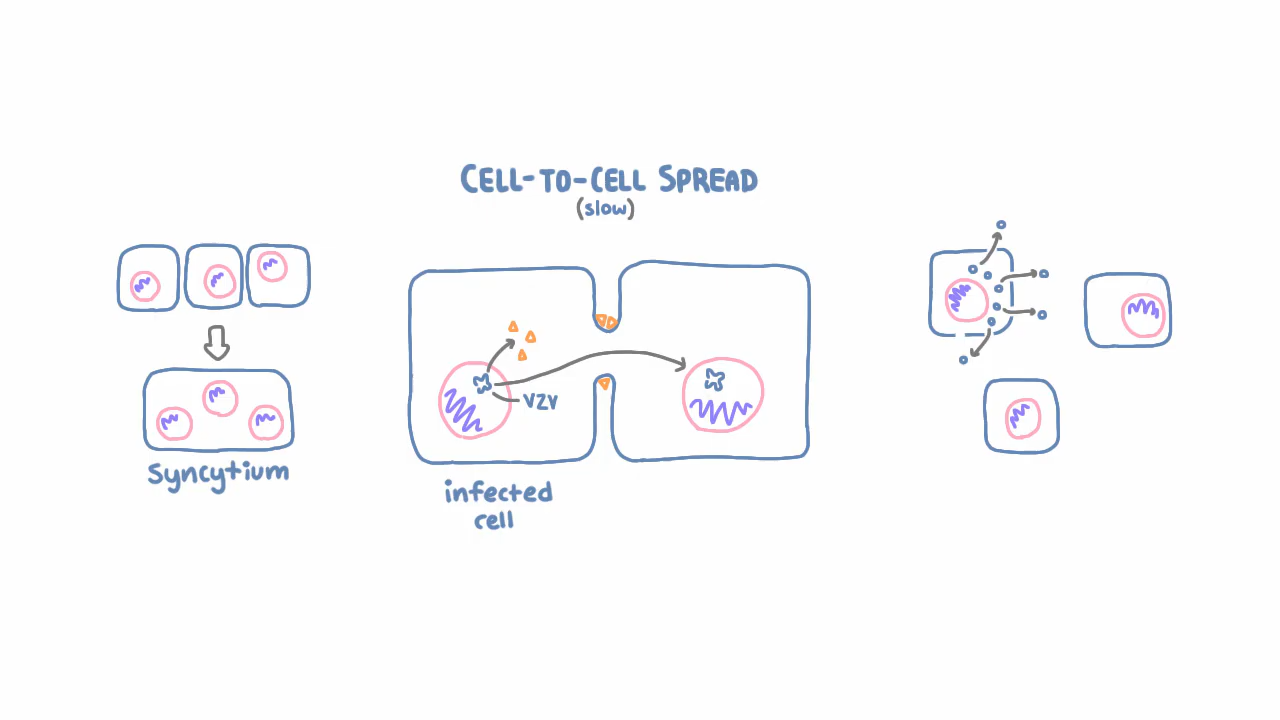 CELL-TO-CELL SPREAD
(slow)
Syncytium
VZV
infected
cell